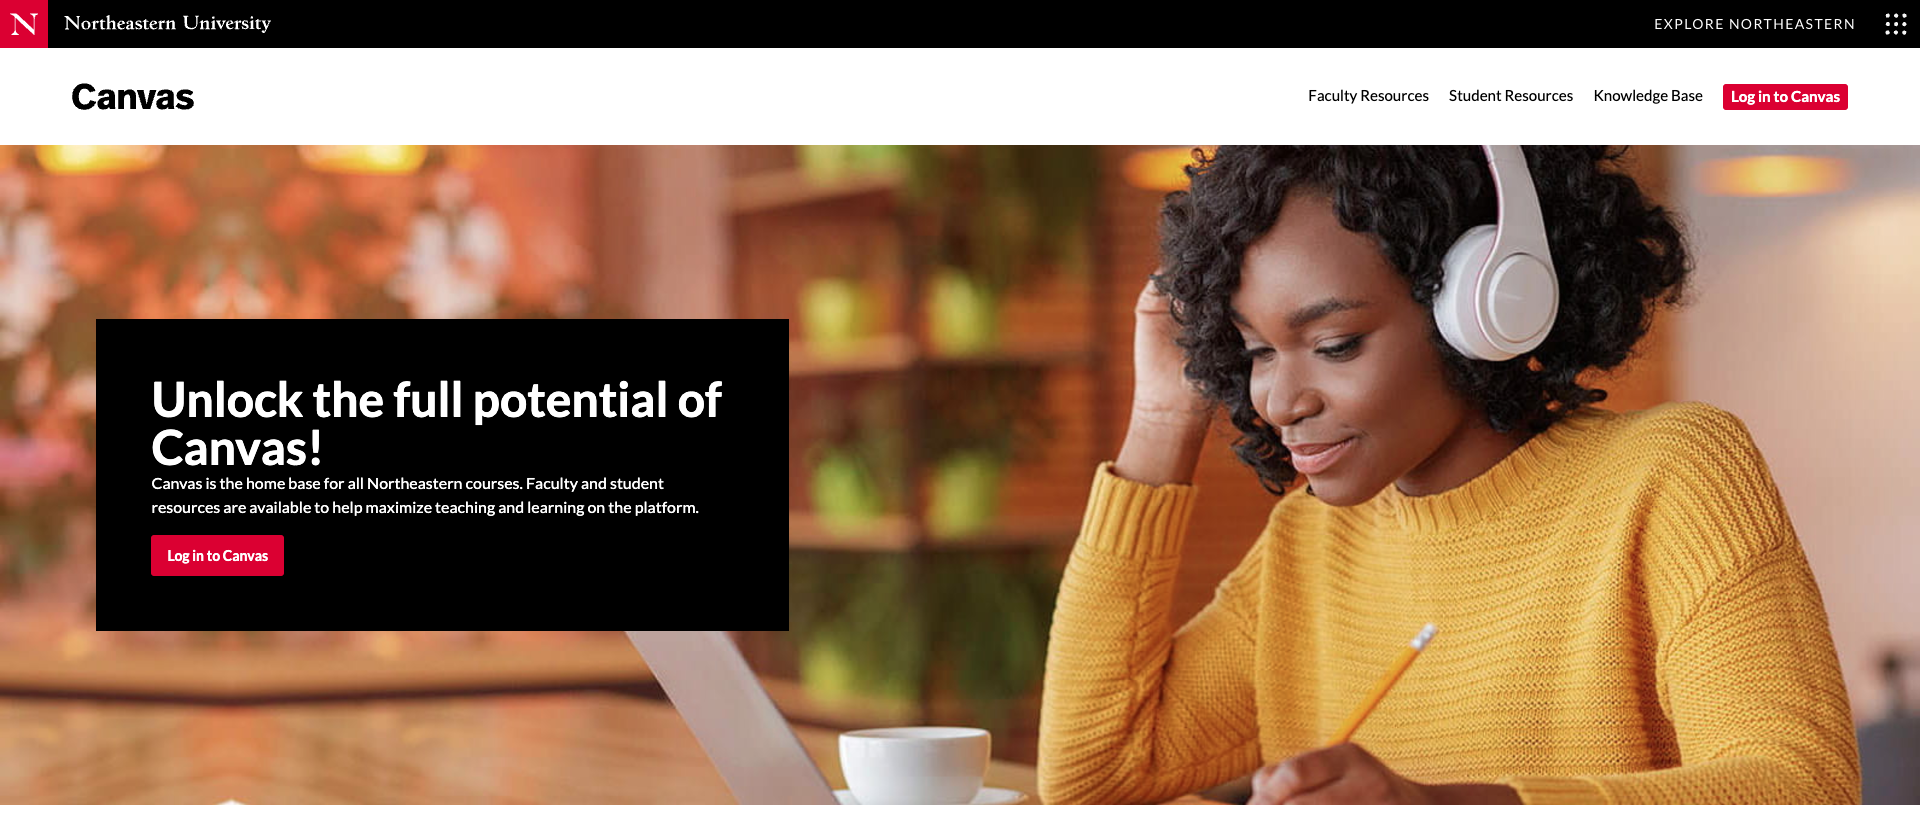 N
Northeastern University
EXPLORE NORTHEASTERN
Canvas
Faculty Resources
Student Resources
Knowledge Base
Log in to Canvas
Unlock the full potential of
Canvas!
Canvas is the home base for all Northeastern courses. Faculty and student
resources are available to help maximize teaching and learning on the platform.
Log in to Canvas